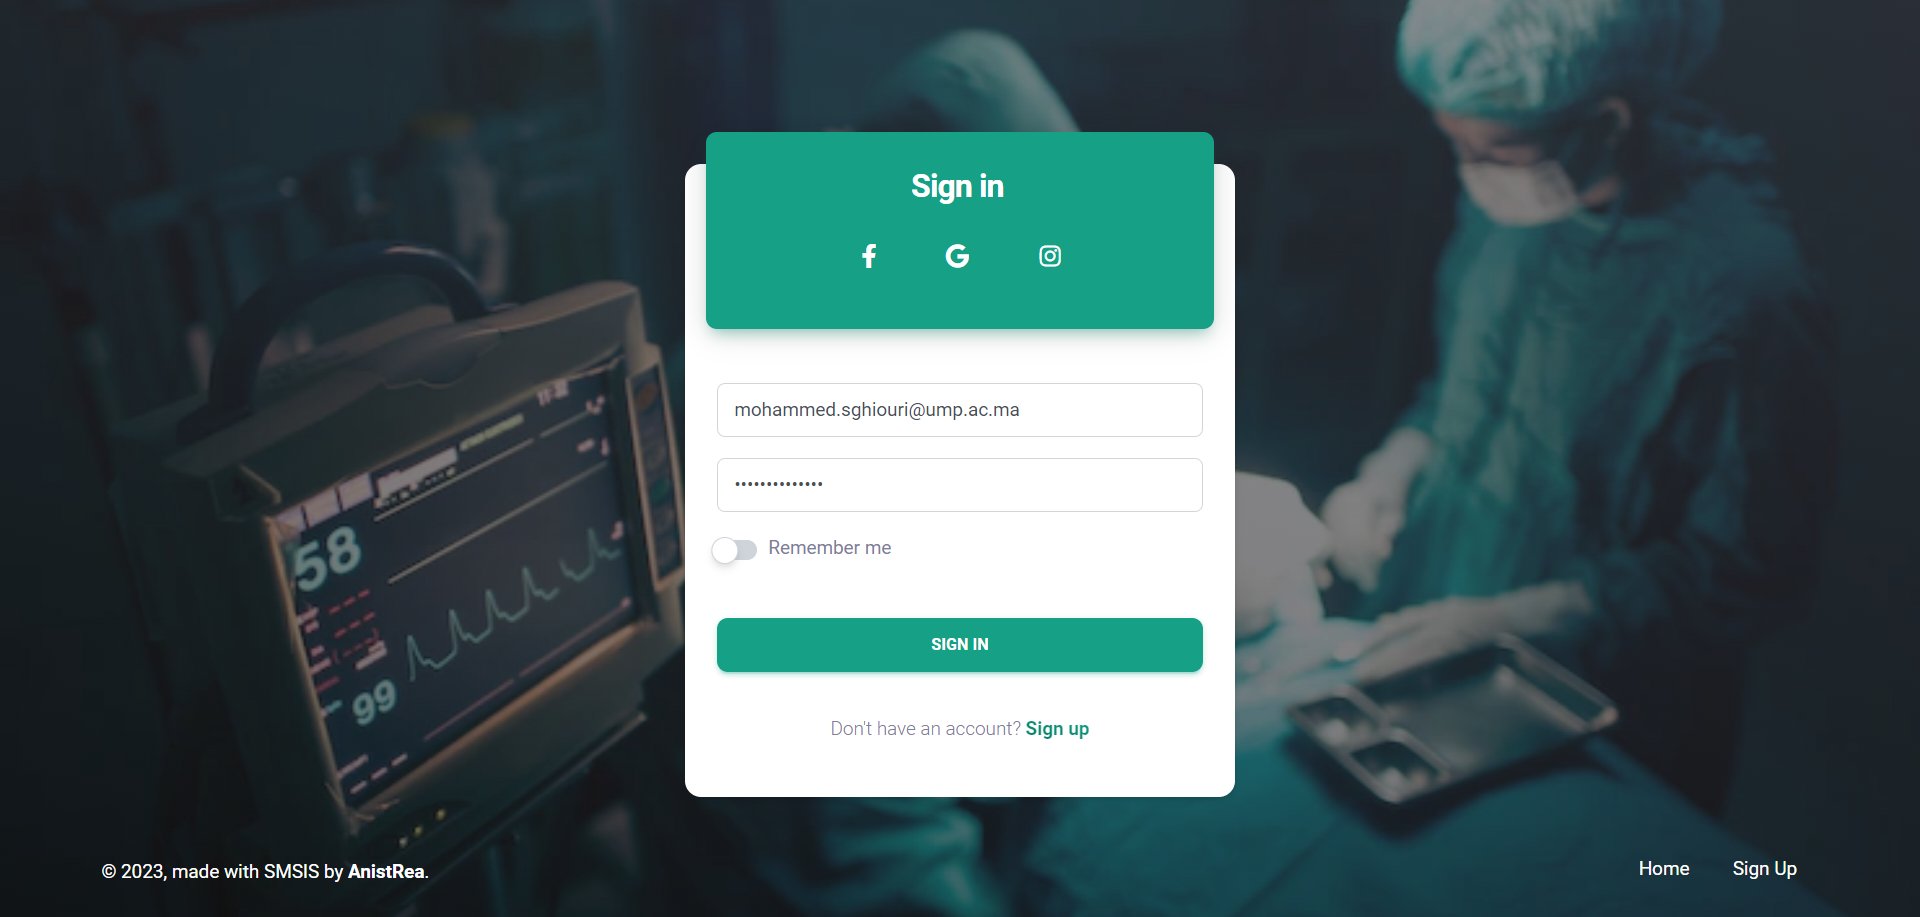 Sign in
mohammed.sghiouri@ump.ac.ma
••••••••••••••
Remember me
SIGN IN
Don't have an account? Sign up
58
99
© 2023, made with SMSIS by AnistRea.
Home
Sign Up